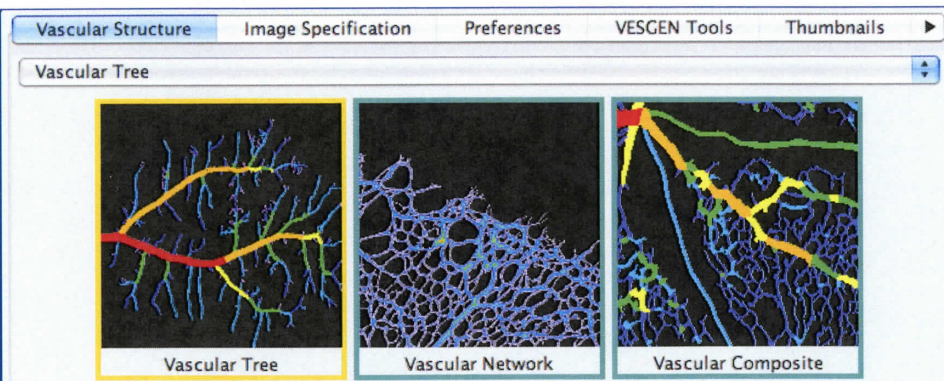 Vascular Structure Image Specification Preferences VESGEN Tools Thumbnails
Vascular Tree
Vascular Tree Vascular Network Vascular Composite